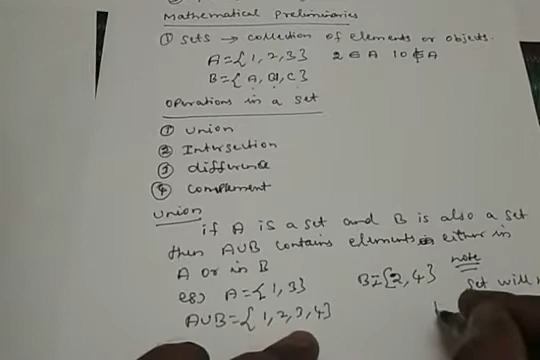 Mathematical Preliminaries
① Sets → collection of elements or objects.
A={1,2,3} 2 ∈ A 10 ∉ A
B={A, B, C}
Operations in a set
① Union
② Intersection
③ difference
④ Complement
Union
if A is a set and B is also a set
then AUB contains elements either in
A or in B
eg) A={1,3} B={2,4} note
AUB={1,2,3,4} Set will